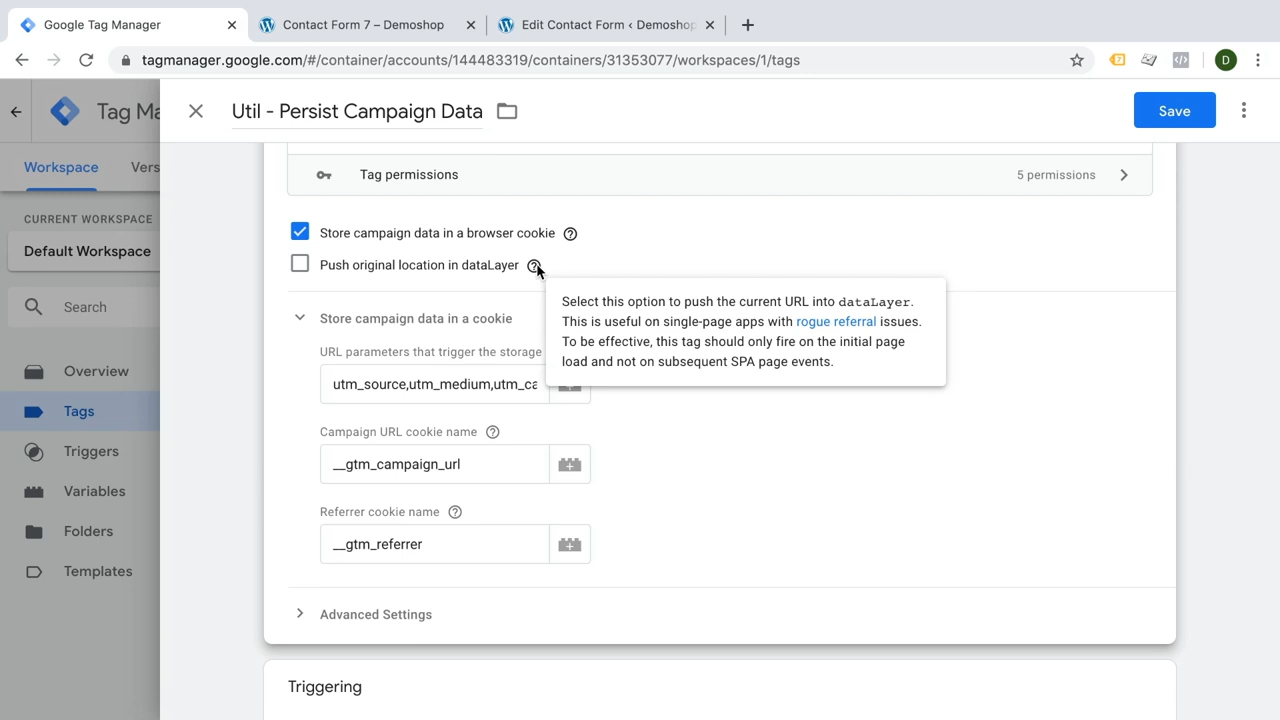 Google Tag Manager
Contact Form 7 – Demoshop
Edit Contact Form ‹ Demoshop
tagmanager.google.com/#/container/accounts/144483319/containers/31353077/workspaces/1/tags
D
Tag Ma
Util - Persist Campaign Data
Save
Workspace
Vers
Tag permissions
5 permissions
CURRENT WORKSPACE
Default Workspace
Search
Overview
Tags
Triggers
Variables
Folders
Templates
Store campaign data in a browser cookie
Push original location in dataLayer
Select this option to push the current URL into dataLayer.
This is useful on single-page apps with rogue referral issues.
To be effective, this tag should only fire on the initial page
load and not on subsequent SPA page events.
Store campaign data in a cookie
URL parameters that trigger the storage
utm_source,utm_medium,utm_ca
Campaign URL cookie name
__gtm_campaign_url
Referrer cookie name
__gtm_referrer
Advanced Settings
Triggering